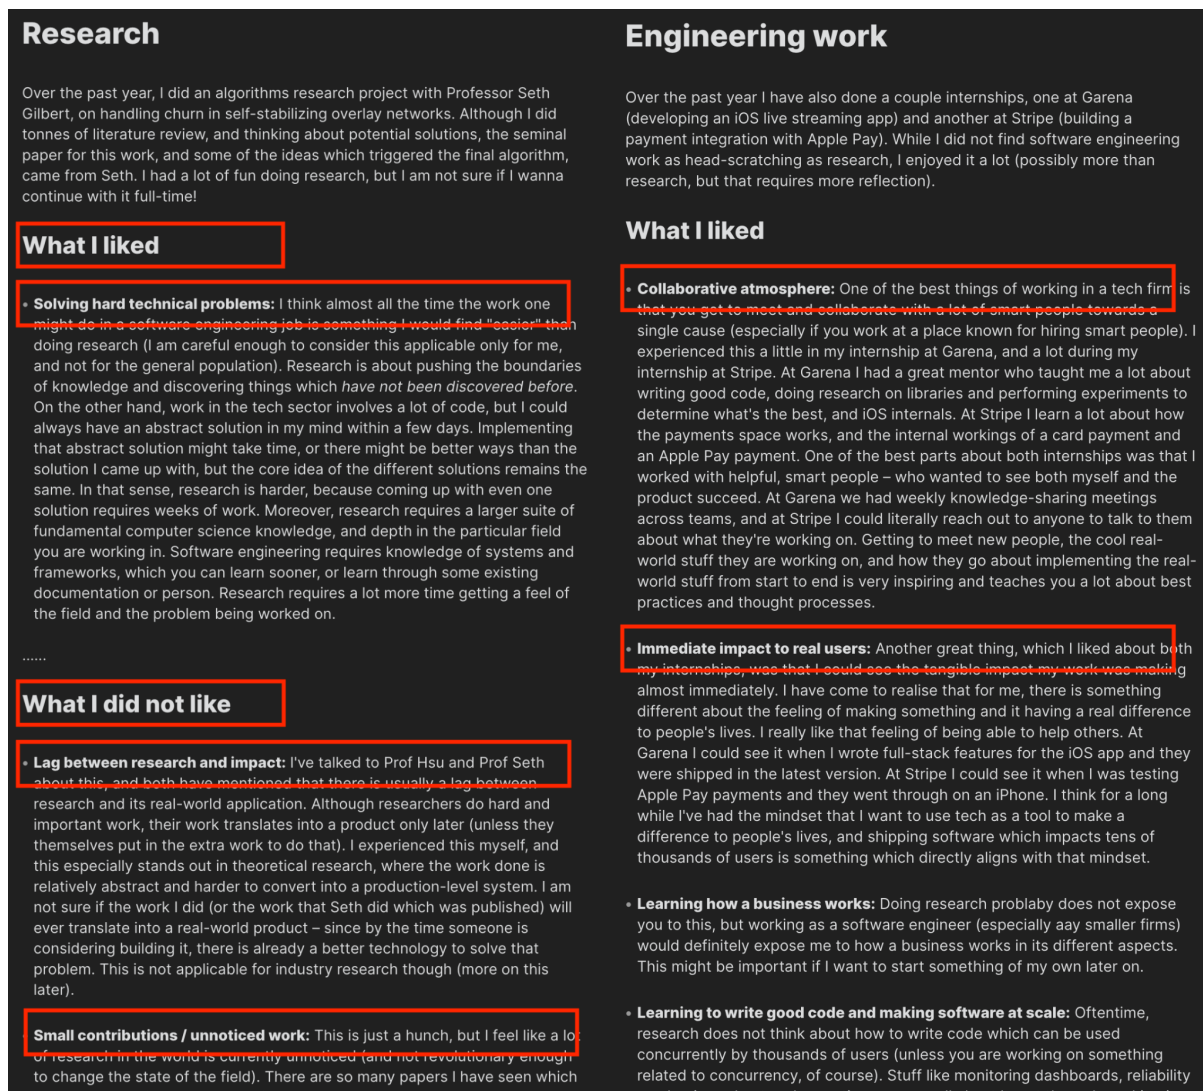 Research
Over the past year, I did an algorithms research project with Professor Seth
Gilbert, on handling churn in self-stabilizing overlay networks. Although I did
tonnes of literature review, and thinking about potential solutions, the seminal
paper for this work, and some of the ideas which triggered the final algorithm,
came from Seth. I had a lot of fun doing research, but I am not sure if I wanna
continue with it full-time!
What I liked
• Solving hard technical problems: I think almost all the time the work one
might do in a software engineering job is something I would find "easier" than
doing research (I am careful enough to consider this applicable only for me,
and not for the general population). Research is about pushing the boundaries
of knowledge and discovering things which have not been discovered before.
On the other hand, work in the tech sector involves a lot of code, but I could
always have an abstract solution in my mind within a few days. Implementing
that abstract solution might take time, or there might be better ways than the
solution I came up with, but the core idea of the different solutions remains the
same. In that sense, research is harder, because coming up with even one
solution requires weeks of work. Moreover, research requires a larger suite of
fundamental computer science knowledge, and depth in the particular field
you are working in. Software engineering requires knowledge of systems and
frameworks, which you can learn sooner, or learn through some existing
documentation or person. Research requires a lot more time getting a feel of
the field and the problem being worked on.
......
What I did not like
• Lag between research and impact: I've talked to Prof Hsu and Prof Seth
about this, and both have mentioned that there is usually a lag between
research and its real-world application. Although researchers do hard and
important work, their work translates into a product only later (unless they
themselves put in the extra work to do that). I experienced this myself, and
this especially stands out in theoretical research, where the work done is
relatively abstract and harder to convert into a production-level system. I am
not sure if the work I did (or the work that Seth did which was published) will
ever translate into a real-world product – since by the time someone is
considering building it, there is already a better technology to solve that
problem. This is not applicable for industry research though (more on this
later).
• Small contributions / unnoticed work: This is just a hunch, but I feel like a lot
of research in the world is currently unnoticed (and not revolutionary enough
to change the state of the field). There are so many papers I have seen which
Engineering work
Over the past year I have also done a couple internships, one at Garena
(developing an iOS live streaming app) and another at Stripe (building a
payment integration with Apple Pay). While I did not find software engineering
work as head-scratching as research, I enjoyed it a lot (possibly more than
research, but that requires more reflection).
What I liked
• Collaborative atmosphere: One of the best things of working in a tech firm is
that you get to meet and collaborate with a lot of smart people towards a
single cause (especially if you work at a place known for hiring smart people). I
experienced this a little in my internship at Garena, and a lot during my
internship at Stripe. At Garena I had a great mentor who taught me a lot about
writing good code, doing research on libraries and performing experiments to
determine what's the best, and iOS internals. At Stripe I learn a lot about how
the payments space works, and the internal workings of a card payment and
an Apple Pay payment. One of the best parts about both internships was that I
worked with helpful, smart people – who wanted to see both myself and the
product succeed. At Garena we had weekly knowledge-sharing meetings
across teams, and at Stripe I could literally reach out to anyone to talk to them
about what they're working on. Getting to meet new people, the cool real-
world stuff they are working on, and how they go about implementing the real-
world stuff from start to end is very inspiring and teaches you a lot about best
practices and thought processes.
• Immediate impact to real users: Another great thing, which I liked about both
my internships, was that I could see the tangible impact my work was making
almost immediately. I have come to realise that for me, there is something
different about the feeling of making something and it having a real difference
to people's lives. I really like that feeling of being able to help others. At
Garena I could see it when I wrote full-stack features for the iOS app and they
were shipped in the latest version. At Stripe I could see it when I was testing
Apple Pay payments and they went through on an iPhone. I think for a long
while I've had the mindset that I want to use tech as a tool to make a
difference to people's lives, and shipping software which impacts tens of
thousands of users is something which directly aligns with that mindset.
• Learning how a business works: Doing research problaby does not expose
you to this, but working as a software engineer (especially aay smaller firms)
would definitely expose me to how a business works in its different aspects.
This might be important if I want to start something of my own later on.
• Learning to write good code and making software at scale: Oftentime,
research does not think about how to write code which can be used
concurrently by thousands of users (unless you are working on something
related to concurrency, of course). Stuff like monitoring dashboards, reliability